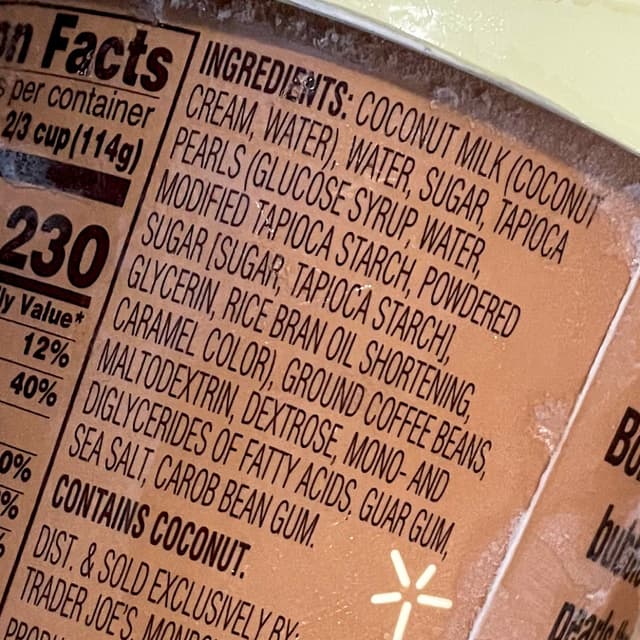 n Facts
s per container
2/3 cup (114g)
230
ly Value*
12%
40%
0%
%
INGREDIENTS: COCONUT MILK (COCONUT
CREAM, WATER), WATER, SUGAR, TAPIOCA
PEARLS (GLUCOSE SYRUP, WATER,
MODIFIED TAPIOCA STARCH, POWDERED
SUGAR [SUGAR, TAPIOCA STARCH],
GLYCERIN, RICE BRAN OIL SHORTENING,
CARAMEL COLOR), GROUND COFFEE BEANS,
MALTODEXTRIN, DEXTROSE, MONO- AND
DIGLYCERIDES OF FATTY ACIDS, GUAR GUM,
SEA SALT, CAROB BEAN GUM.
CONTAINS COCONUT.
DIST. & SOLD EXCLUSIVELY BY:
TRADER JOE'S, MONRO